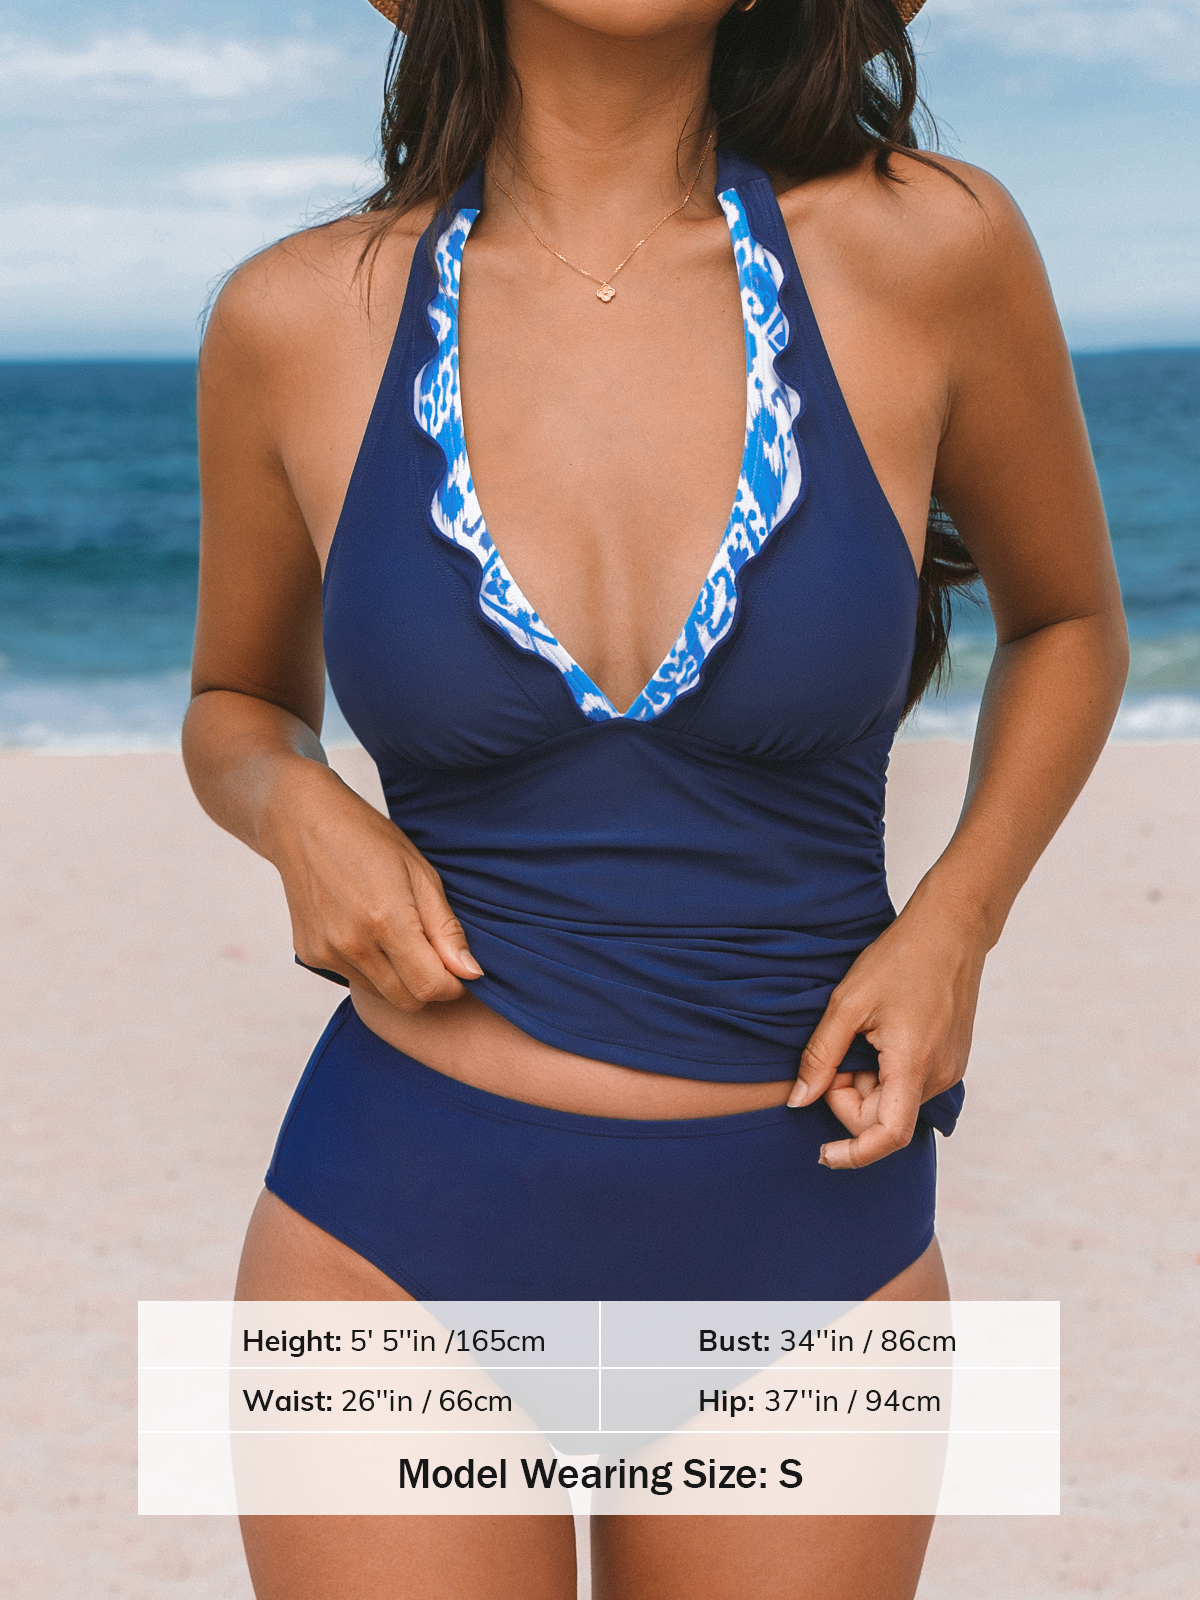 Height: 5' 5''in /165cm
Bust: 34''in / 86cm
Waist: 26''in / 66cm
Hip: 37''in / 94cm
Model Wearing Size: S